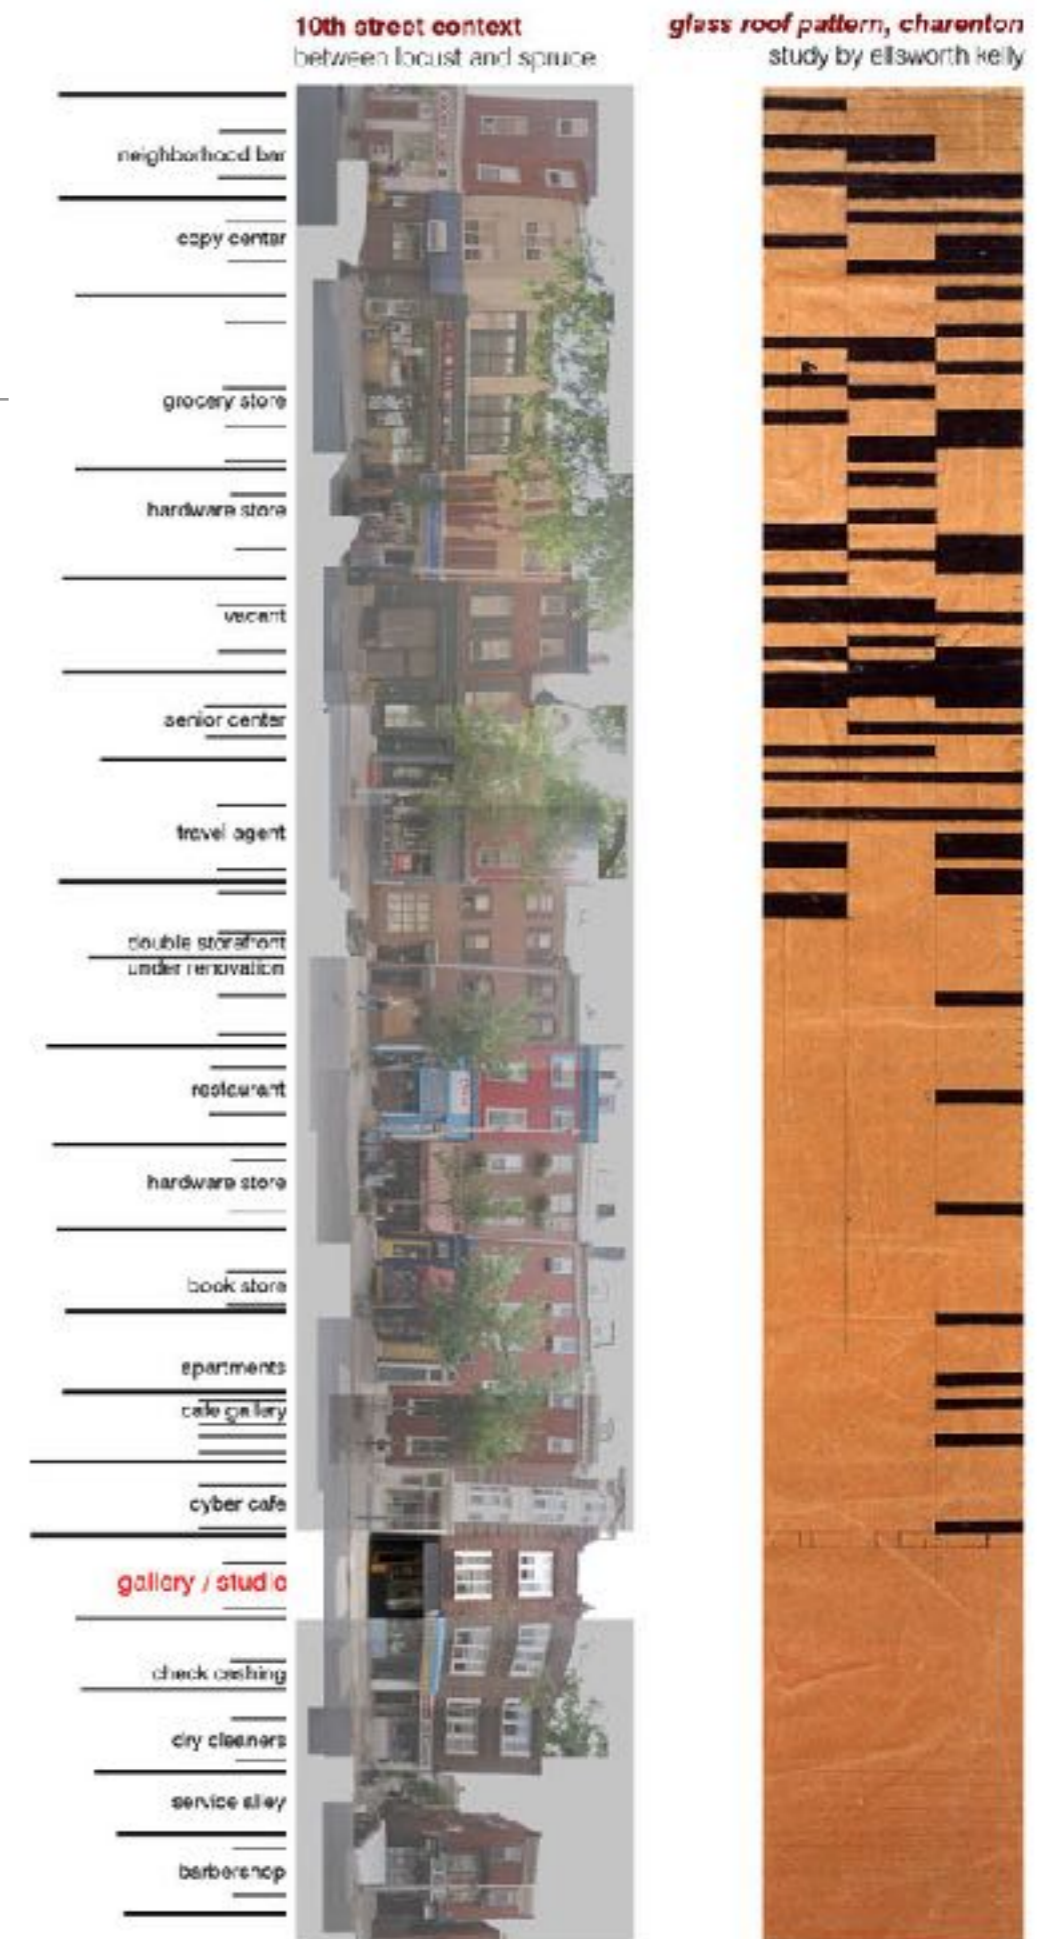 10th street context
between locust and spruce
glass roof pattern, charenton
study by ellsworth kelly
neighborhood bar
copy center
grocery store
hardware store
vacant
senior center
travel agent
double storefront
under renovation
restaurant
hardware store
book store
apartments
cafe gallery
cyber cafe
gallery / studio
check cashing
dry cleaners
service alley
barbershop